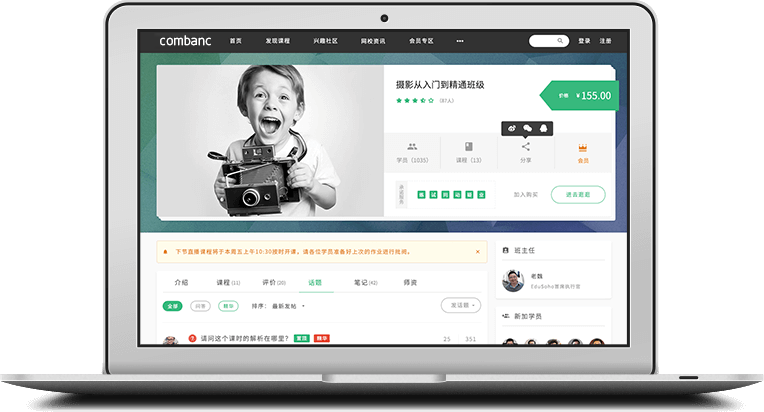 combanc 首页 发现课程 兴趣社区 网校资讯 会员专区 ••• 登录 注册
摄影从入门到精通班级
(87人)
价格 ¥155.00
学员 (1035) 课程 (13) 分享 会员
加入购买
下节直播课程将于本周五上午10:30按时开课，请各位学员准备好上次的作业进行批阅。
班主任
老魏
EduSoho首席执行官
介绍 课程(11) 评价(20) 话题 笔记(42) 师资
全部 问答 精华 排序： 最新发帖 发话题
新加学员
请问这个课时的解析在哪里? 置顶 精华 25 351